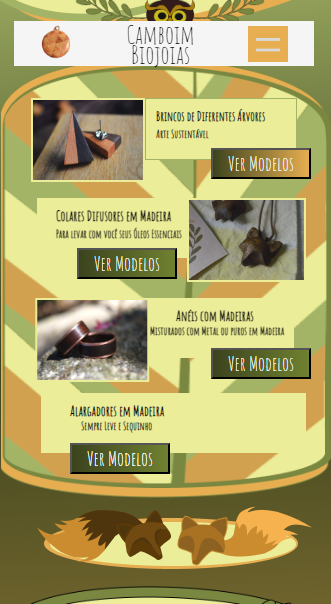 Camboim
Biojoias
Brincos de Diferentes Árvores
Arte Sustentável
Ver Modelos
Colares Difusores em Madeira
Para levar com você seus Óleos Essenciais
Ver Modelos
Anéis com Madeiras
Misturados com Metal ou puros em Madeira
Ver Modelos
Alargadores em Madeira
Sempre Leve e Sequinho
Ver Modelos